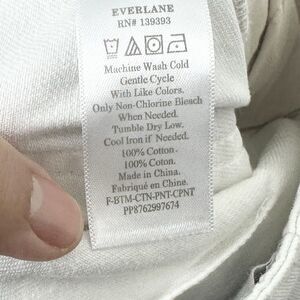 EVERLANE
RN# 139393
Machine Wash Cold
Gentle Cycle
With Like Colors.
Only Non-Chlorine Bleach
When Needed.
Tumble Dry Low.
Cool Iron if Needed.
100% Cotton.
100% Cotton.
Made in China.
Fabriqué en Chine.
F-BTM-CTN-PNT-CPNT
PP8762997674